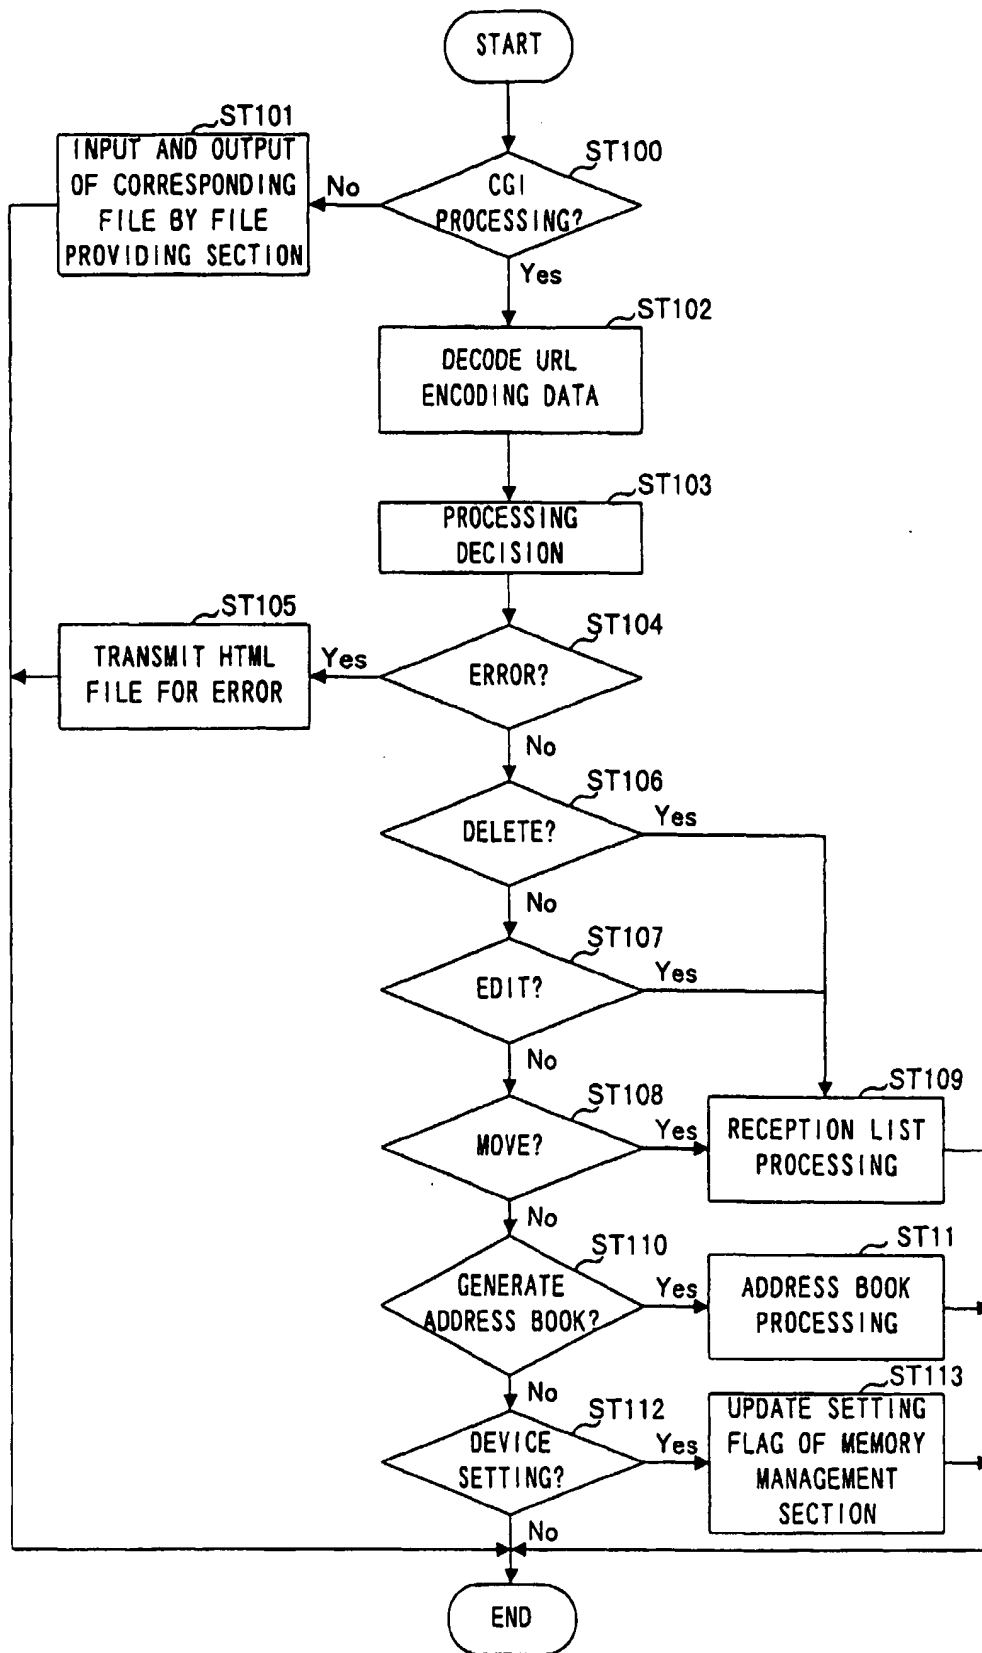 START
ST101
INPUT AND OUTPUT
OF CORRESPONDING
FILE BY FILE
PROVIDING SECTION
No
ST100
CGI
PROCESSING?
Yes
ST102
DECODE URL
ENCODING DATA
ST103
PROCESSING
DECISION
ST105
TRANSMIT HTML
FILE FOR ERROR
Yes
ST104
ERROR?
No
ST106
DELETE?
Yes
No
ST107
EDIT?
Yes
No
ST108
MOVE?
Yes
ST109
RECEPTION LIST
PROCESSING
No
ST110
GENERATE
ADDRESS BOOK?
Yes
ST11
ADDRESS BOOK
PROCESSING
No
ST112
DEVICE
SETTING?
Yes
ST113
UPDATE SETTING
FLAG OF MEMORY
MANAGEMENT
SECTION
No
END